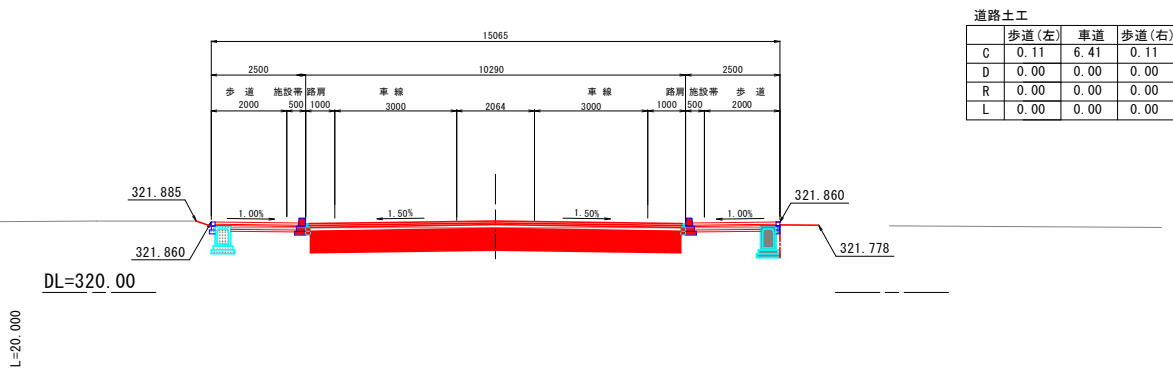 道路土工
歩道(左) 車道 歩道(右)
C 0.11 6.41 0.11
D 0.00 0.00 0.00
R 0.00 0.00 0.00
L 0.00 0.00 0.00
15065
2500 10290 2500
歩 道 施設帯 路肩 車 線 車 線 路肩 施設帯 歩 道
2000 500 1000 3000 2064 3000 1000 500 2000
321.885 321.860
1.00% 1.50% 1.50% 1.00%
321.860 321.778
DL=320.00
L=20.000